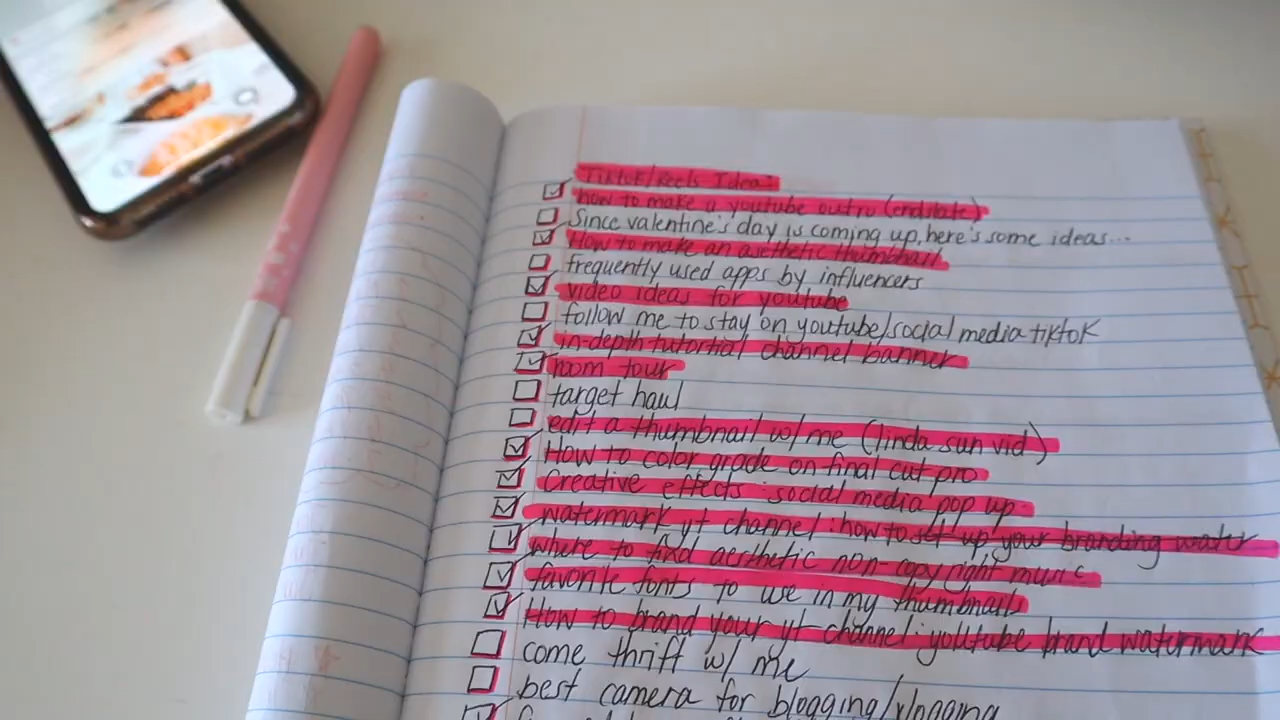 TikTok/Reels Idea:
how to make a youtube outro (endslate)
Since valentine's day is coming up, here's some ideas...
How to make an aesthetic thumbnail
frequently used apps by influencers
video ideas for youtube
follow me to stay on youtube/social media tiktok
in-depth tutortial channel banner
room tour
target haul
edit a thumbnail w/ me (linda sun vid)
How to color grade on final cut pro
Creative effects: social media pop up
watermark yt channel: how to set up your branding water
where to find aesthetic non-copyright music
favorite fonts to use in my thumbnails
How to brand your yt channel: youtube brand watermark
come thrift w/ me
best camera for blogging/vlogging